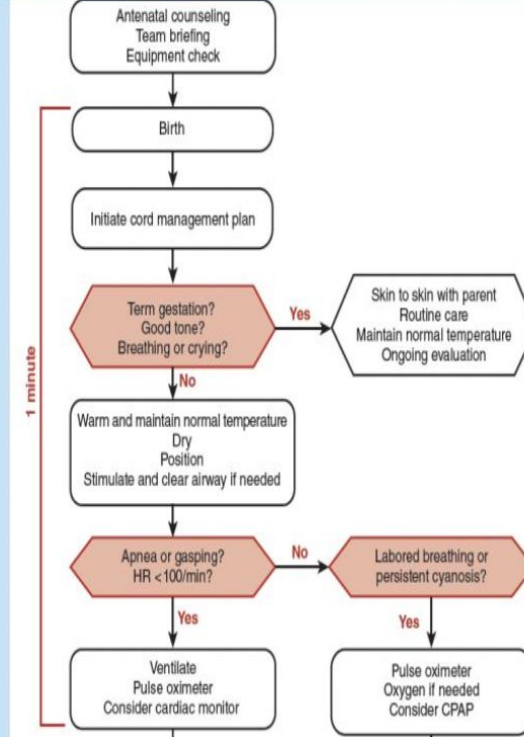 Antenatal counseling
Team briefing
Equipment check
Birth
Initiate cord management plan
Term gestation?
Good tone?
Breathing or crying?
Yes
Skin to skin with parent
Routine care
Maintain normal temperature
Ongoing evaluation
No
1 minute
Warm and maintain normal temperature
Dry
Position
Stimulate and clear airway if needed
Apnea or gasping?
HR <100/min?
No
Labored breathing or
persistent cyanosis?
Yes
Yes
Ventilate
Pulse oximeter
Consider cardiac monitor
Pulse oximeter
Oxygen if needed
Consider CPAP